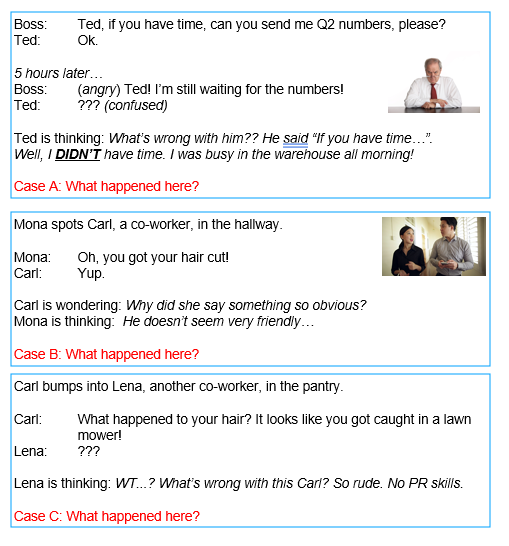 Boss: Ted, if you have time, can you send me Q2 numbers, please?
Ted: Ok.
5 hours later…
Boss: (angry) Ted! I'm still waiting for the numbers!
Ted: ??? (confused)
Ted is thinking: What's wrong with him?? He said "If you have time…".
Well, I DIDN'T have time. I was busy in the warehouse all morning!
Case A: What happened here?
Mona spots Carl, a co-worker, in the hallway.
Mona: Oh, you got your hair cut!
Carl: Yup.
Carl is wondering: Why did she say something so obvious?
Mona is thinking: He doesn't seem very friendly…
Case B: What happened here?
Carl bumps into Lena, another co-worker, in the pantry.
Carl: What happened to your hair? It looks like you got caught in a lawn
mower!
Lena: ???
Lena is thinking: WT...? What's wrong with this Carl? So rude. No PR skills.
Case C: What happened here?